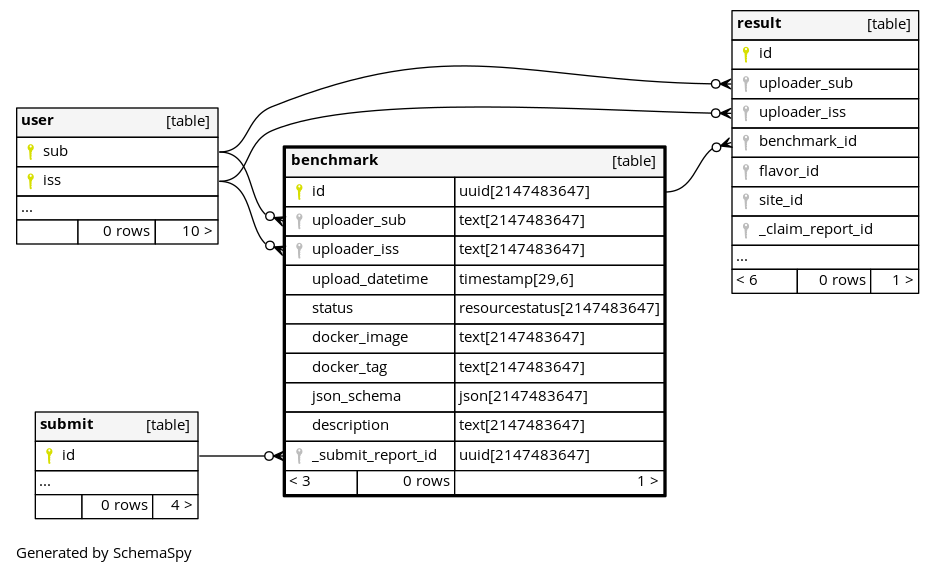 user [table]
sub
iss
...
0 rows 10 >
submit [table]
id
...
0 rows 4 >
benchmark [table]
id uuid[2147483647]
uploader_sub text[2147483647]
uploader_iss text[2147483647]
upload_datetime timestamp[29,6]
status resourcestatus[2147483647]
docker_image text[2147483647]
docker_tag text[2147483647]
json_schema json[2147483647]
description text[2147483647]
_submit_report_id uuid[2147483647]
< 3 0 rows 1 >
result [table]
id
uploader_sub
uploader_iss
benchmark_id
flavor_id
site_id
_claim_report_id
...
< 6 0 rows 1 >
Generated by SchemaSpy